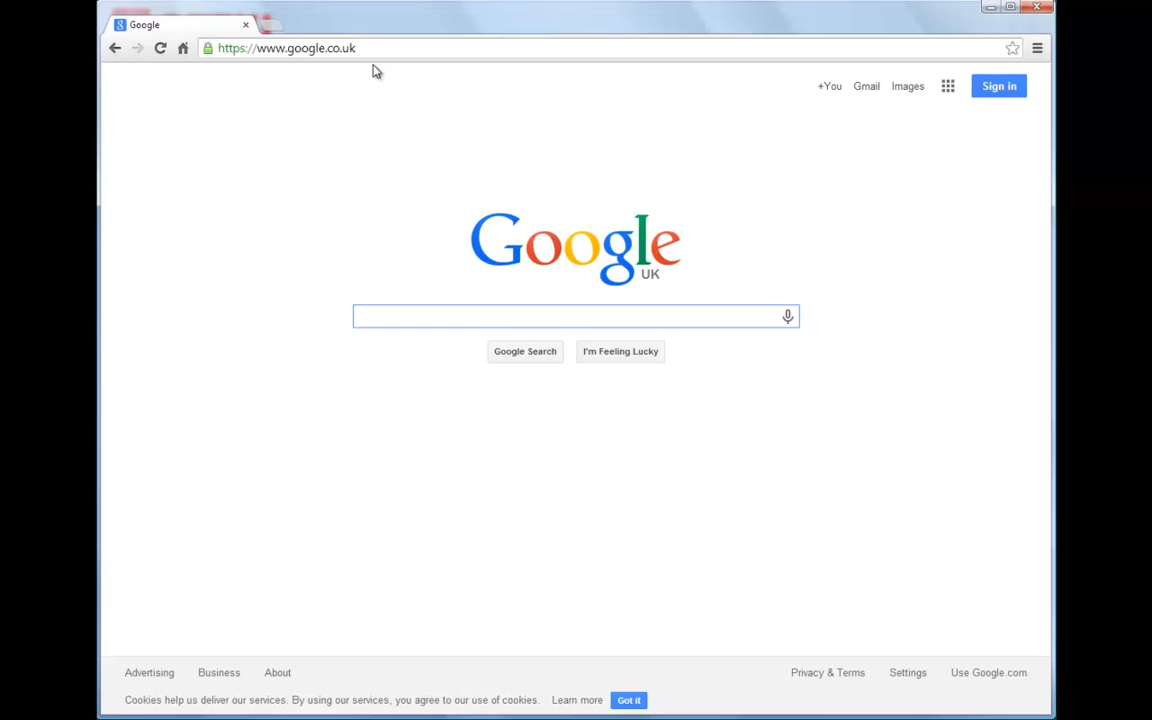 Google
https://www.google.co.uk
+You Gmail Images Sign in
Google
UK
Google Search I'm Feeling Lucky
Advertising Business About Privacy & Terms Settings Use Google.com
Cookies help us deliver our services. By using our services, you agree to our use of cookies. Learn more Got it